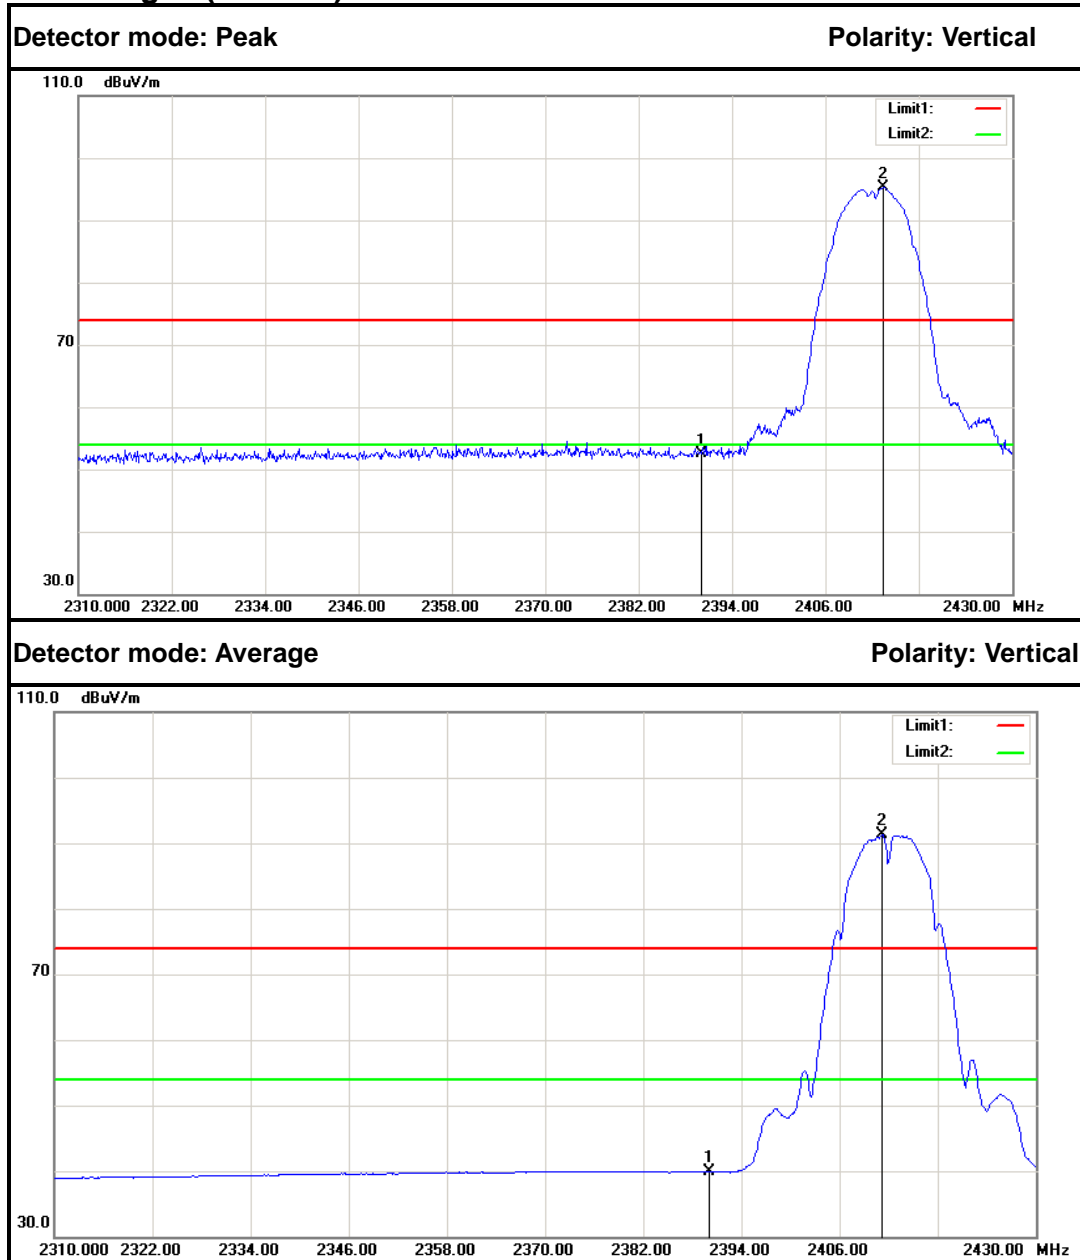 Detector mode: Peak Polarity: Vertical
110.0 dBuV/m
Limit1:
Limit2:
2
70
1
30.0
2310.000 2322.00 2334.00 2346.00 2358.00 2370.00 2382.00 2394.00 2406.00 2430.00 MHz
Detector mode: Average Polarity: Vertical
110.0 dBuV/m
Limit1:
Limit2:
2
70
1
30.0
2310.000 2322.00 2334.00 2346.00 2358.00 2370.00 2382.00 2394.00 2406.00 2430.00 MHz